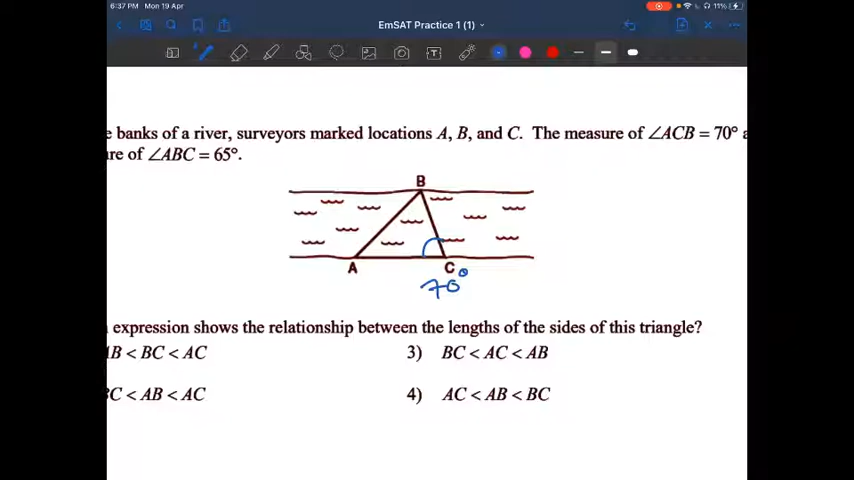 6:37 PM Mon 19 Apr
11%
EmSAT Practice 1 (1)
banks of a river, surveyors marked locations A, B, and C. The measure of ∠ACB = 70°
of ∠ABC = 65°.
B
A
C
70°
expression shows the relationship between the lengths of the sides of this triangle?
AB < BC < AC
3) BC < AC < AB
BC < AB < AC
4) AC < AB < BC